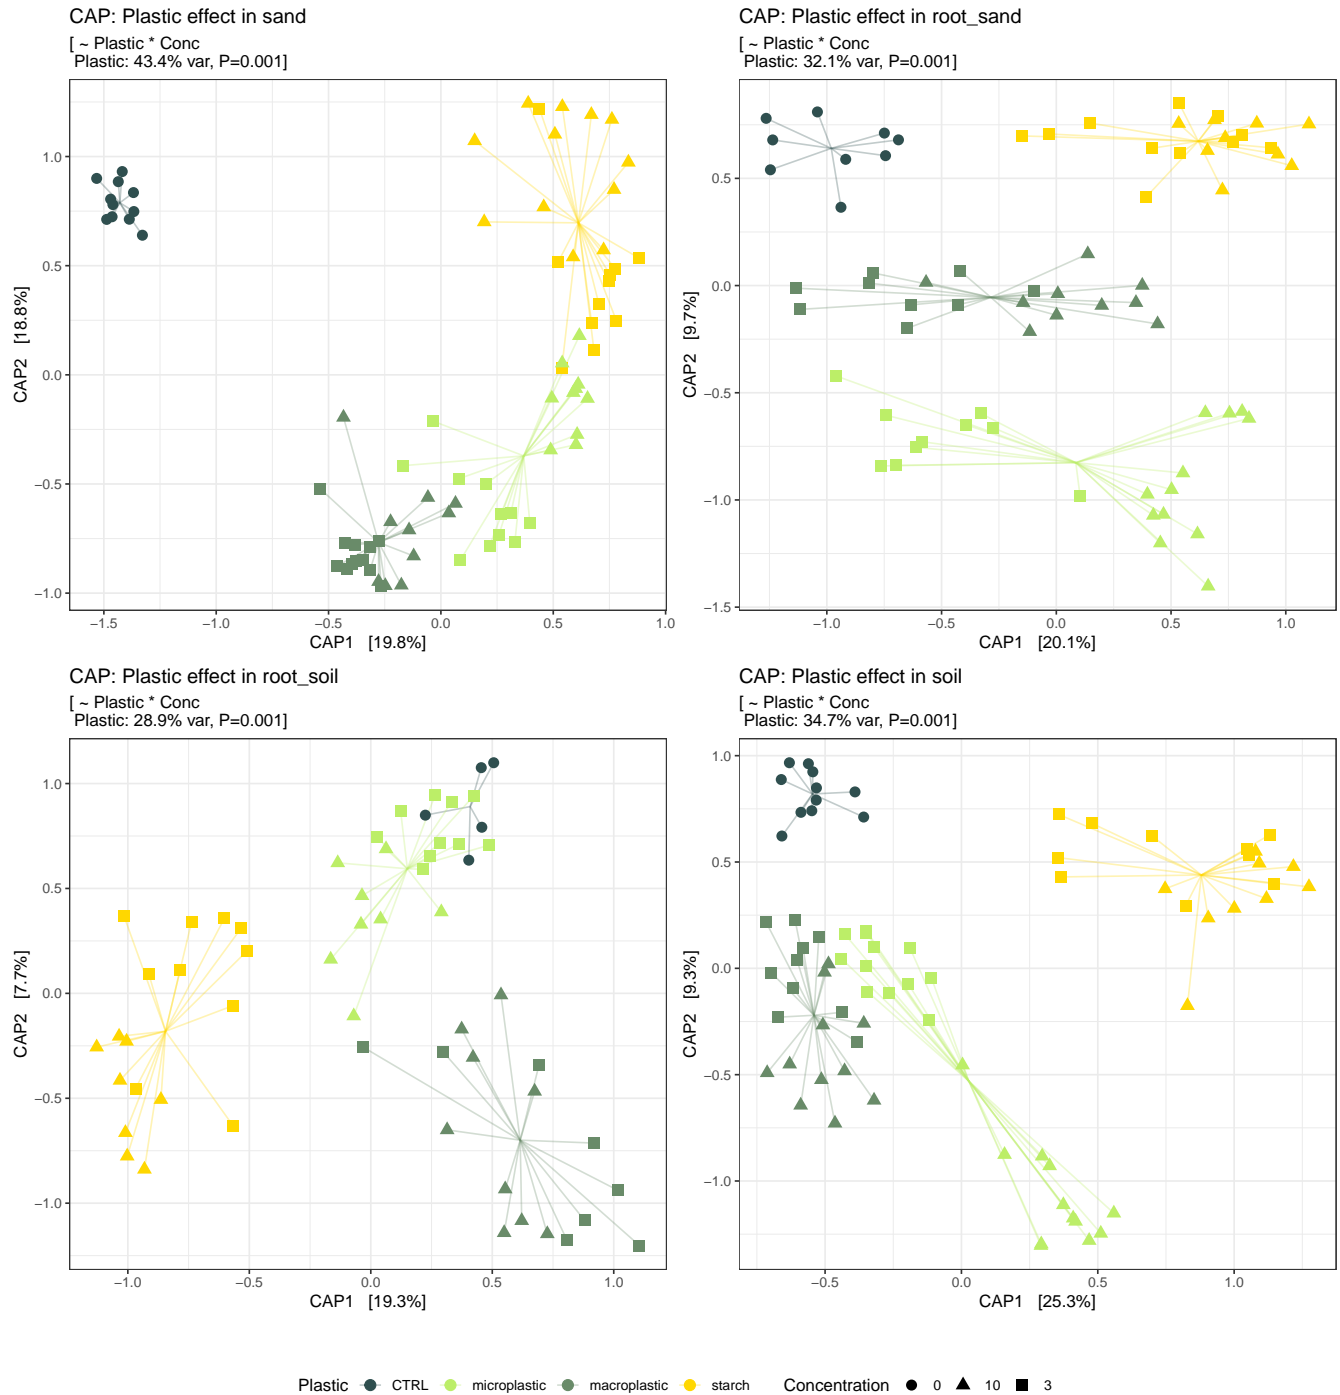 CAP: Plastic effect in sand
[ ~ Plastic * Conc
Plastic: 43.4% var, P=0.001]
1.0
0.5
0.0
−0.5
−1.0
CAP2 [18.8%]
−1.5 −1.0 −0.5 0.0 0.5 1.0
CAP1 [19.8%]
CAP: Plastic effect in root_sand
[ ~ Plastic * Conc
Plastic: 32.1% var, P=0.001]
0.5
0.0
−0.5
−1.0
−1.5
CAP2 [9.7%]
−1.0 −0.5 0.0 0.5 1.0
CAP1 [20.1%]
CAP: Plastic effect in root_soil
[ ~ Plastic * Conc
Plastic: 28.9% var, P=0.001]
1.0
0.5
0.0
−0.5
−1.0
CAP2 [7.7%]
−1.0 −0.5 0.0 0.5 1.0
CAP1 [19.3%]
CAP: Plastic effect in soil
[ ~ Plastic * Conc
Plastic: 34.7% var, P=0.001]
1.0
0.5
0.0
−0.5
−1.0
CAP2 [9.3%]
−0.5 0.0 0.5 1.0
CAP1 [25.3%]
Plastic CTRL microplastic macroplastic starch Concentration 0 10 3